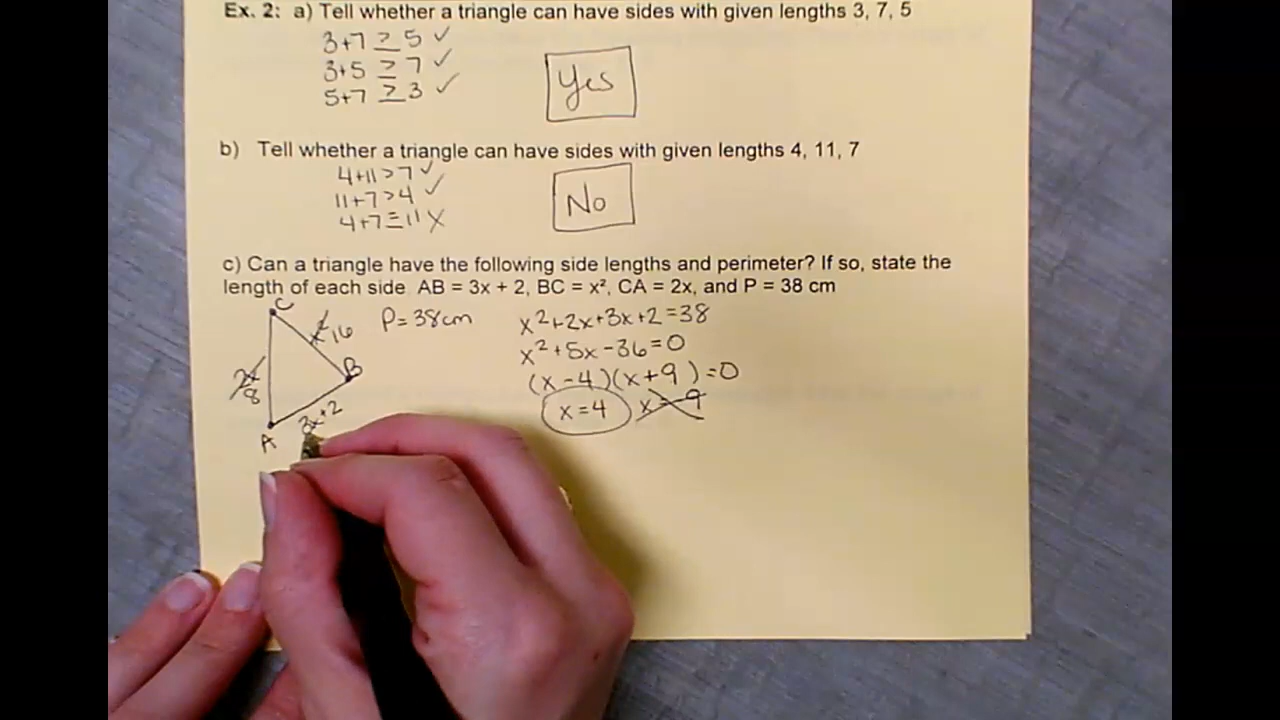 Ex. 2: a) Tell whether a triangle can have sides with given lengths 3, 7, 5
3+7 ≥ 5 ✓
3+5 ≥ 7 ✓
5+7 ≥ 3 ✓
Yes
b) Tell whether a triangle can have sides with given lengths 4, 11, 7
4+11 > 7 ✓
11+7 > 4 ✓
4+7 = 11 X
No
c) Can a triangle have the following side lengths and perimeter? If so, state the
length of each side AB = 3x + 2, BC = x², CA = 2x, and P = 38 cm
C
16
P=38cm
B
2x
8
3x+2
A
x²+2x+3x+2=38
x²+5x-36=0
(x-4)(x+9)=0
x=4 x=-9